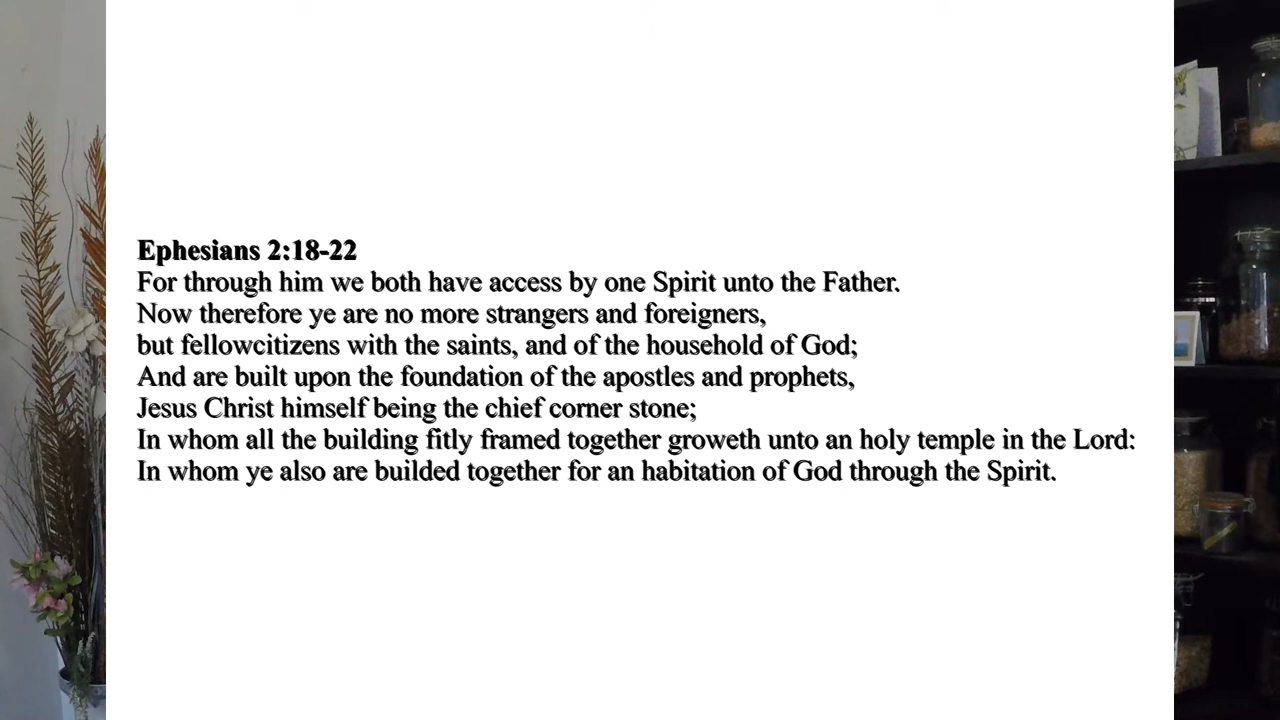 Ephesians 2:18-22
For through him we both have access by one Spirit unto the Father.
Now therefore ye are no more strangers and foreigners,
but fellowcitizens with the saints, and of the household of God;
And are built upon the foundation of the apostles and prophets,
Jesus Christ himself being the chief corner stone;
In whom all the building fitly framed together groweth unto an holy temple in the Lord:
In whom ye also are builded together for an habitation of God through the Spirit.